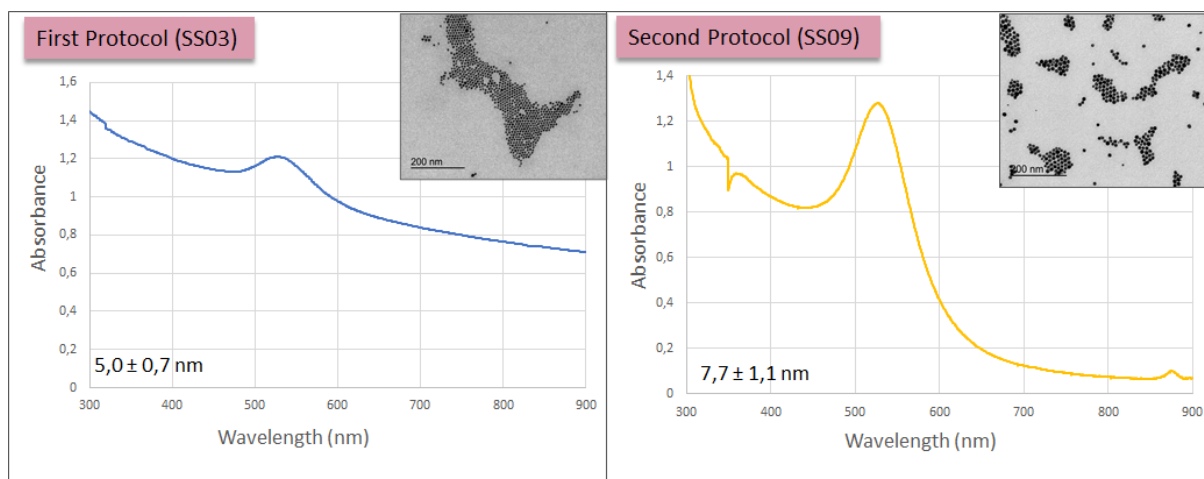 First Protocol (SS03)
200 nm
1,6
1,4
1,2
1
0,8
0,6
0,4
0,2
0
Absorbance
5,0 ± 0,7 nm
300 400 500 600 700 800 900
Wavelength (nm)
Second Protocol (SS09)
200 nm
1,4
1,2
1
0,8
0,6
0,4
0,2
0
Absorbance
7,7 ± 1,1 nm
300 400 500 600 700 800 900
Wavelength (nm)